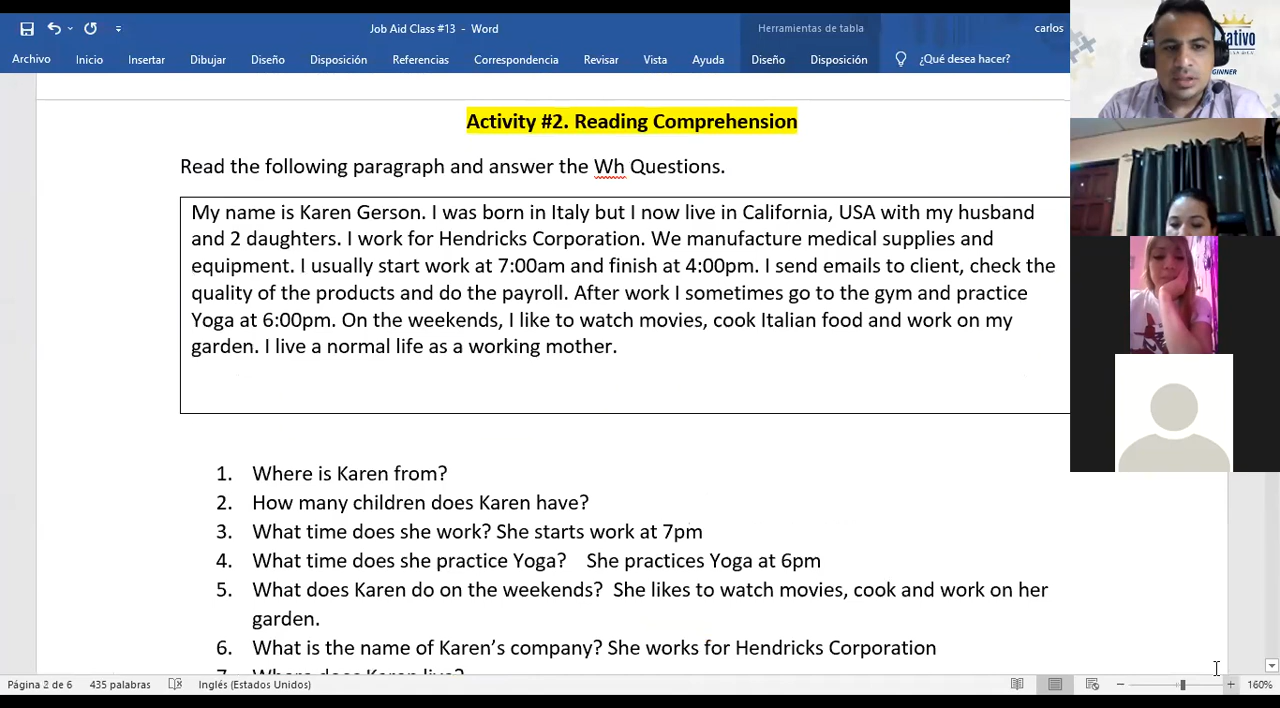 Job Aid Class #13 - Word
Herramientas de tabla
carlos
Archivo Inicio Insertar Dibujar Diseño Disposición Referencias Correspondencia Revisar Vista Ayuda Diseño Disposición ¿Qué desea hacer?
Activity #2. Reading Comprehension
Read the following paragraph and answer the Wh Questions.
My name is Karen Gerson. I was born in Italy but I now live in California, USA with my husband
and 2 daughters. I work for Hendricks Corporation. We manufacture medical supplies and
equipment. I usually start work at 7:00am and finish at 4:00pm. I send emails to client, check the
quality of the products and do the payroll. After work I sometimes go to the gym and practice
Yoga at 6:00pm. On the weekends, I like to watch movies, cook Italian food and work on my
garden. I live a normal life as a working mother.
1. Where is Karen from?
2. How many children does Karen have?
3. What time does she work? She starts work at 7pm
4. What time does she practice Yoga? She practices Yoga at 6pm
5. What does Karen do on the weekends? She likes to watch movies, cook and work on her
garden.
6. What is the name of Karen's company? She works for Hendricks Corporation
7. Where does Karen live?
Página 2 de 6 435 palabras Inglés (Estados Unidos) 160%